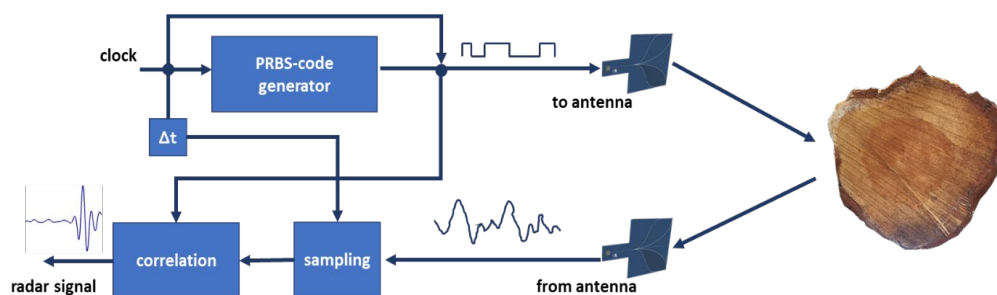 clock
PRBS-code
generator
to antenna
Δt
correlation
sampling
radar signal
from antenna